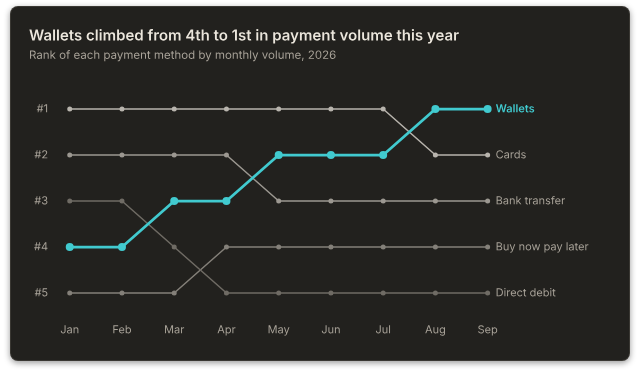 Wallets climbed from 4th to 1st in payment volume this year
Rank of each payment method by monthly volume, 2026
#1
Wallets
#2
Cards
#3
Bank transfer
#4
Buy now pay later
#5
Direct debit
Jan Feb Mar Apr May Jun Jul Aug Sep